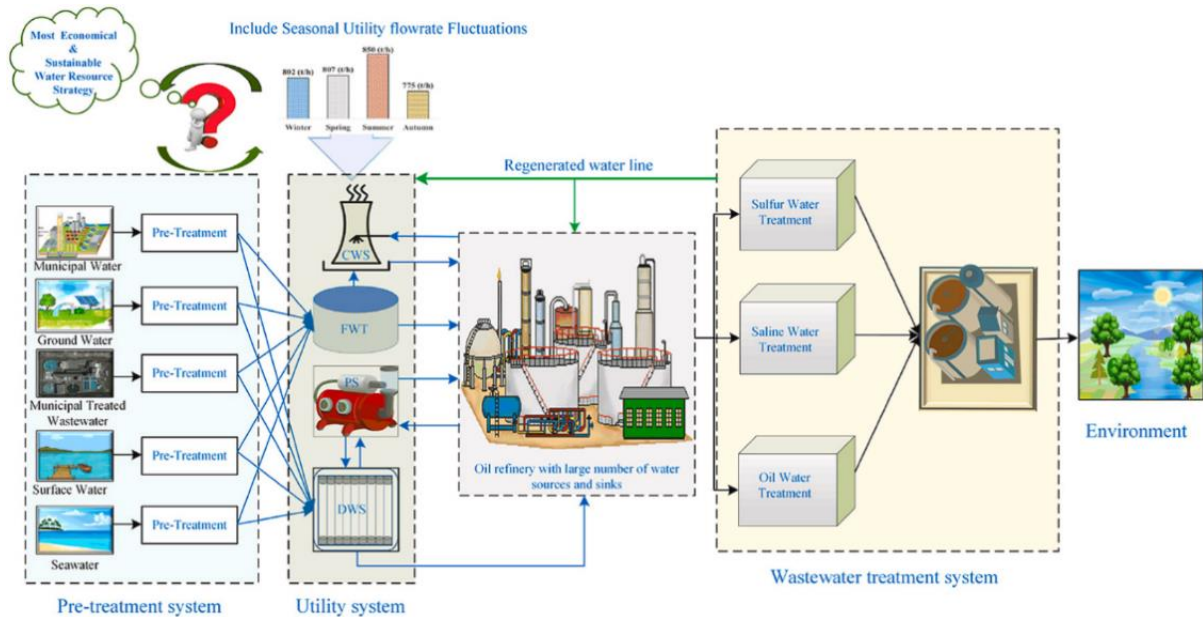 Most Economical
&
Sustainable
Water Resource
Strategy
Include Seasonal Utility flowrate Fluctuations
802 (t/h)
807 (t/h)
850 (t/h)
775 (t/h)
Winter
Spring
Summer
Autumn
Regenerated water line
Municipal Water
Pre-Treatment
Ground Water
Pre-Treatment
Municipal Treated
Wastewater
Pre-Treatment
Surface Water
Pre-Treatment
Seawater
Pre-Treatment
Pre-treatment system
CWS
FWT
PS
DWS
Utility system
Oil refinery with large number of water
sources and sinks
Sulfur Water
Treatment
Saline Water
Treatment
Oil Water
Treatment
Wastewater treatment system
Environment